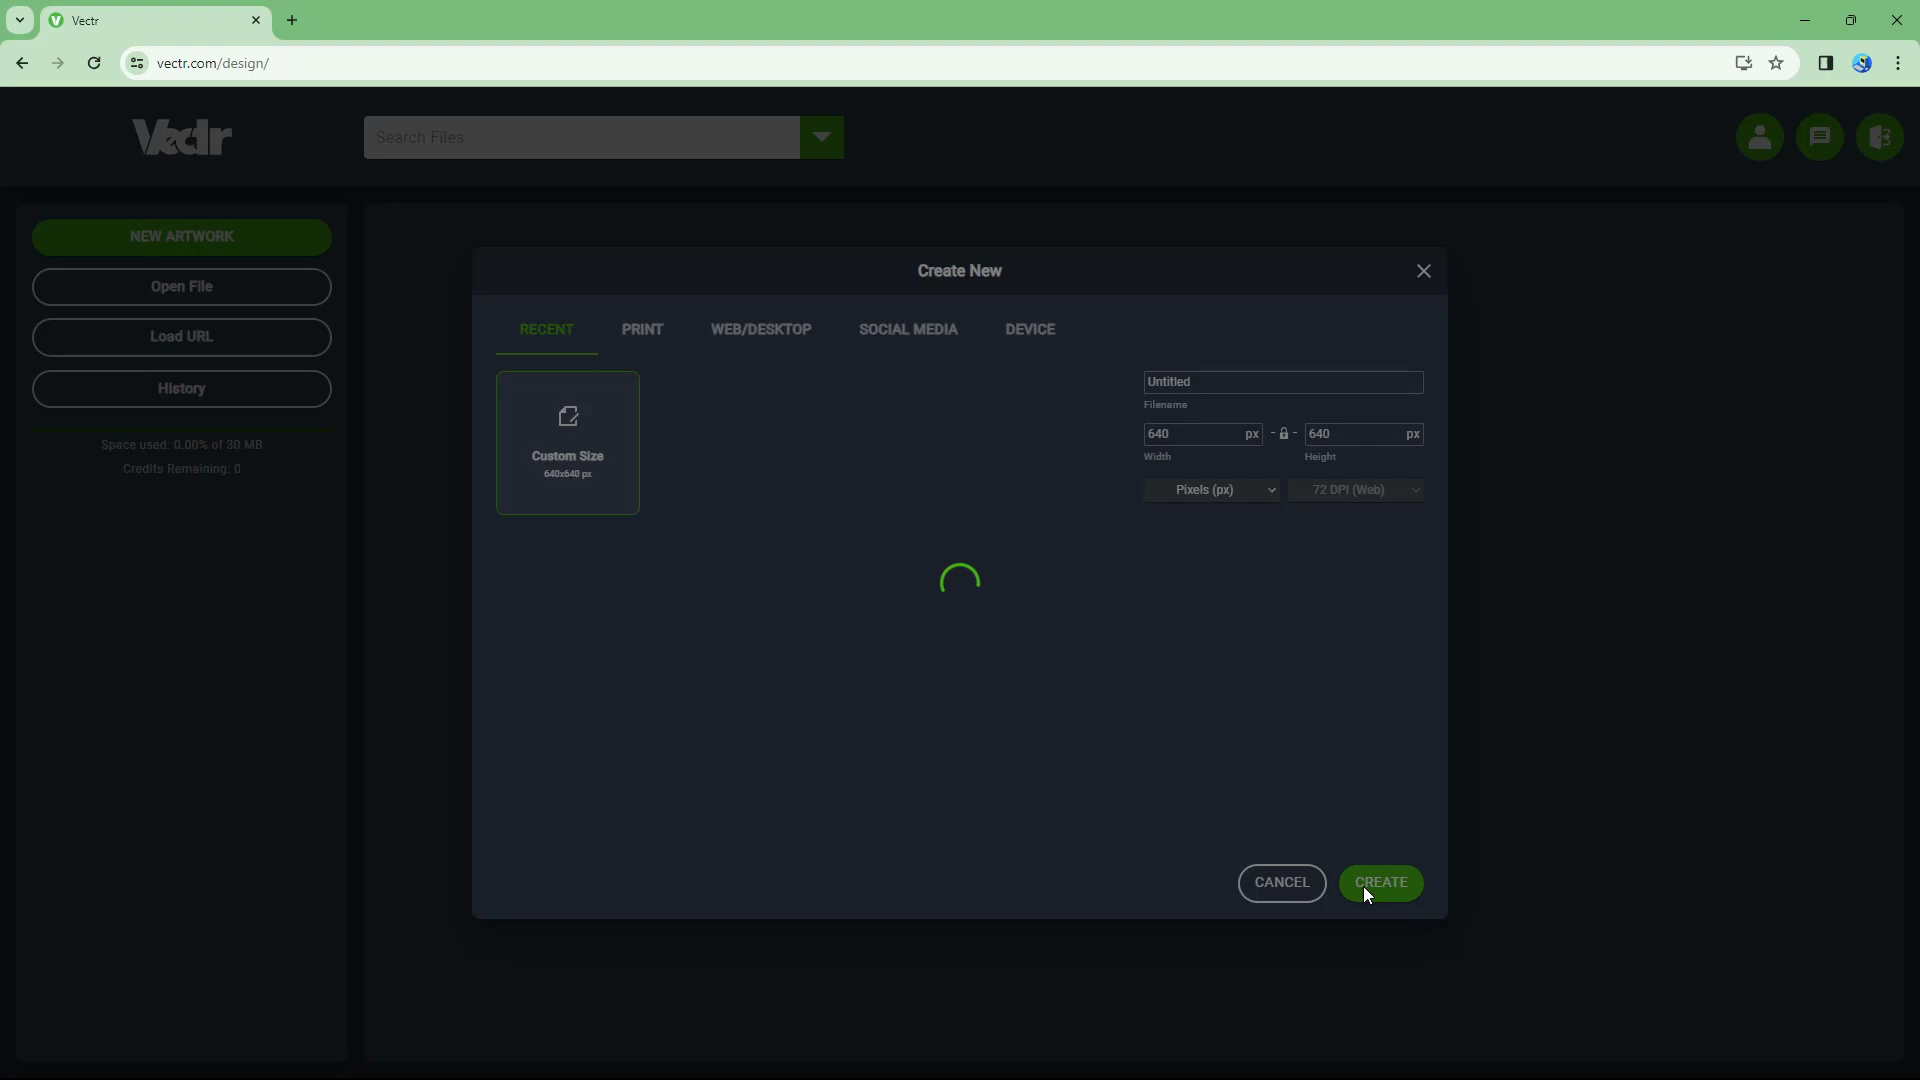 Vectr
vectr.com/design/
Vectr
Search Files
NEW ARTWORK
Open File
Load URL
History
Space used: 0.00% of 30 MB
Credits Remaining: 0
Create New
RECENT PRINT WEB/DESKTOP SOCIAL MEDIA DEVICE
Custom Size
640x640 px
Untitled
Filename
640 px - - 640 px
Width Height
Pixels (px) 72 DPI (Web)
CANCEL CREATE